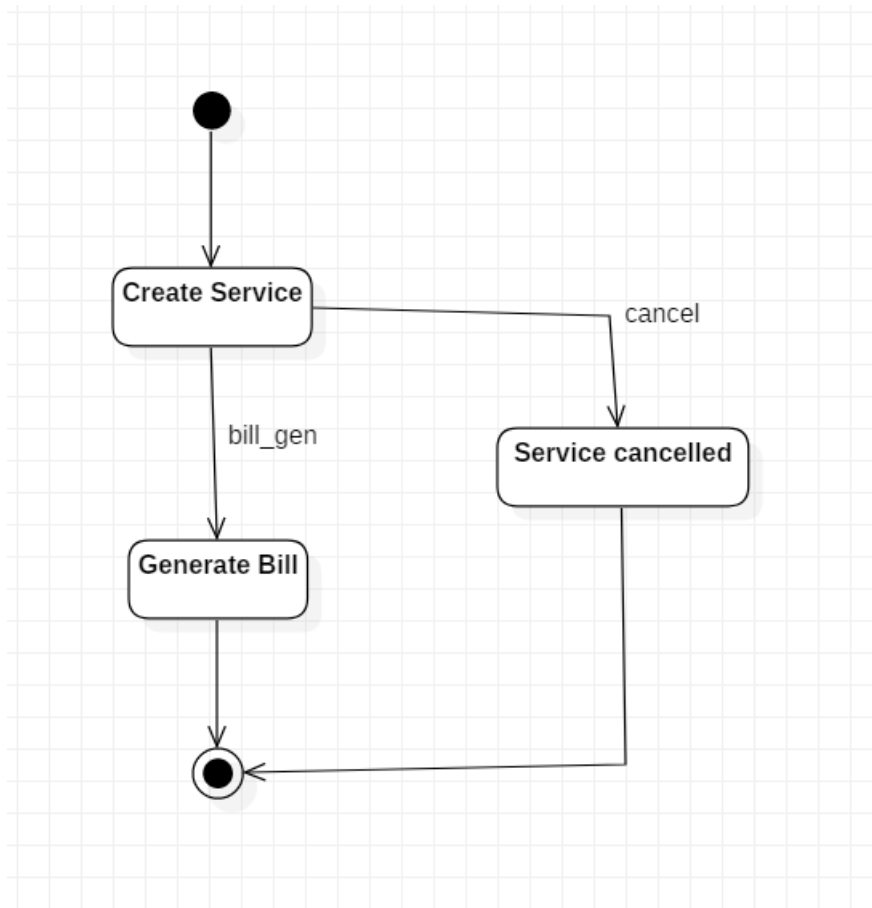 Create Service
cancel
bill_gen
Service cancelled
Generate Bill